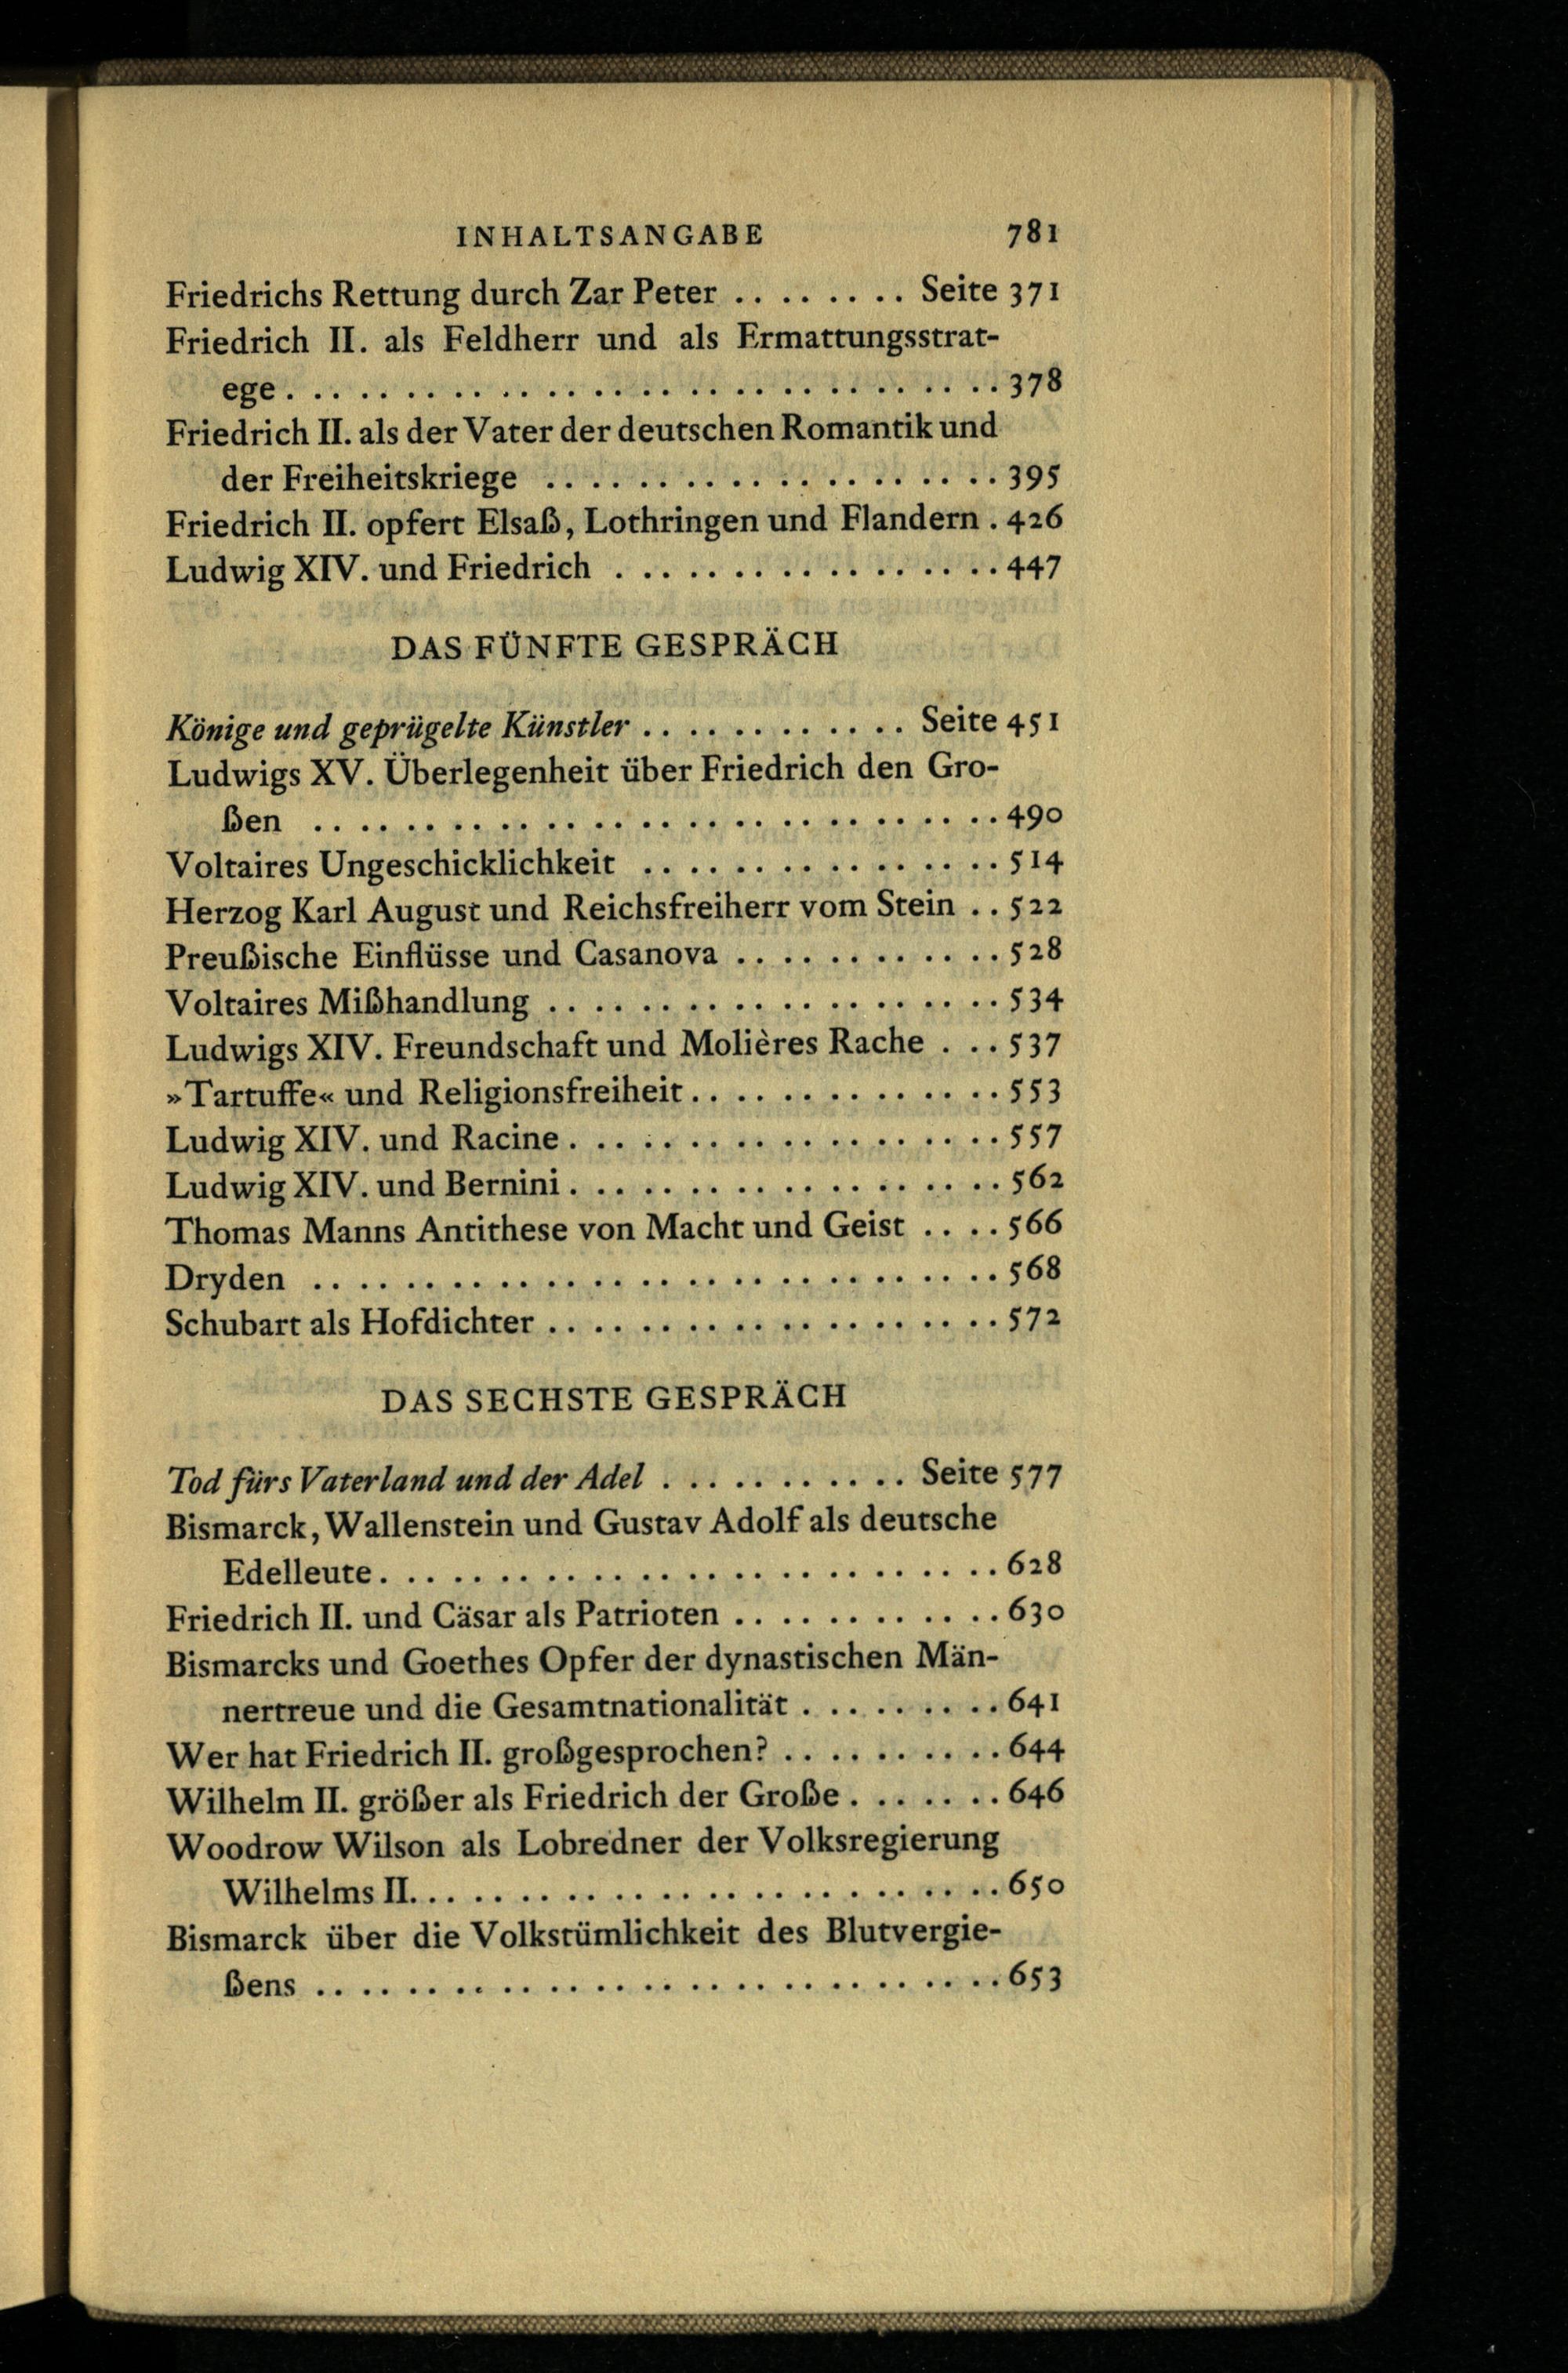 INHALTSANGABE 781
Friedrichs Rettung durch Zar Peter . . . . . . . . Seite 371
Friedrich II. als Feldherr und als Ermattungsstrat-
ege . . . . . . . . . . . . . . . . . . . . . . . . . . . . . . . 378
Friedrich II. als der Vater der deutschen Romantik und
der Freiheitskriege . . . . . . . . . . . . . . . . . . . . 395
Friedrich II. opfert Elsaß, Lothringen und Flandern . 426
Ludwig XIV. und Friedrich . . . . . . . . . . . . . . . . . 447
DAS FÜNFTE GESPRÄCH
Könige und geprügelte Künstler . . . . . . . . . . . . Seite 451
Ludwigs XV. Überlegenheit über Friedrich den Gro-
ßen . . . . . . . . . . . . . . . . . . . . . . . . . . . . . . 490
Voltaires Ungeschicklichkeit . . . . . . . . . . . . . . . . 514
Herzog Karl August und Reichsfreiherr vom Stein . . 522
Preußische Einflüsse und Casanova . . . . . . . . . . . . 528
Voltaires Mißhandlung . . . . . . . . . . . . . . . . . . . . 534
Ludwigs XIV. Freundschaft und Molières Rache . . . 537
»Tartuffe« und Religionsfreiheit . . . . . . . . . . . . . . 553
Ludwig XIV. und Racine . . . . . . . . . . . . . . . . . . . 557
Ludwig XIV. und Bernini . . . . . . . . . . . . . . . . . . . 562
Thomas Manns Antithese von Macht und Geist . . . . 566
Dryden . . . . . . . . . . . . . . . . . . . . . . . . . . . . . . 568
Schubart als Hofdichter . . . . . . . . . . . . . . . . . . . . 572
DAS SECHSTE GESPRÄCH
Tod fürs Vaterland und der Adel . . . . . . . . . . . Seite 577
Bismarck, Wallenstein und Gustav Adolf als deutsche
Edelleute . . . . . . . . . . . . . . . . . . . . . . . . . . . 628
Friedrich II. und Cäsar als Patrioten . . . . . . . . . . . . 630
Bismarcks und Goethes Opfer der dynastischen Män-
nertreue und die Gesamtnationalität . . . . . . . . . 641
Wer hat Friedrich II. großgesprochen? . . . . . . . . . . 644
Wilhelm II. größer als Friedrich der Große . . . . . . . 646
Woodrow Wilson als Lobredner der Volksregierung
Wilhelms II. . . . . . . . . . . . . . . . . . . . . . . . . . 650
Bismarck über die Volkstümlichkeit des Blutvergie-
ßens . . . . . . . . . . . . . . . . . . . . . . . . . . . . . . 653